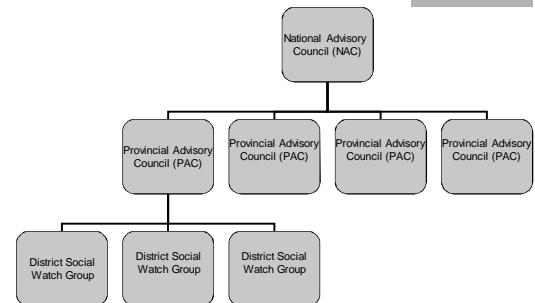 National Advisory
Council (NAC)
Provincial Advisory
Council (PAC)
Provincial Advisory
Council (PAC)
Provincial Advisory
Council (PAC)
Provincial Advisory
Council (PAC)
District Social
Watch Group
District Social
Watch Group
District Social
Watch Group